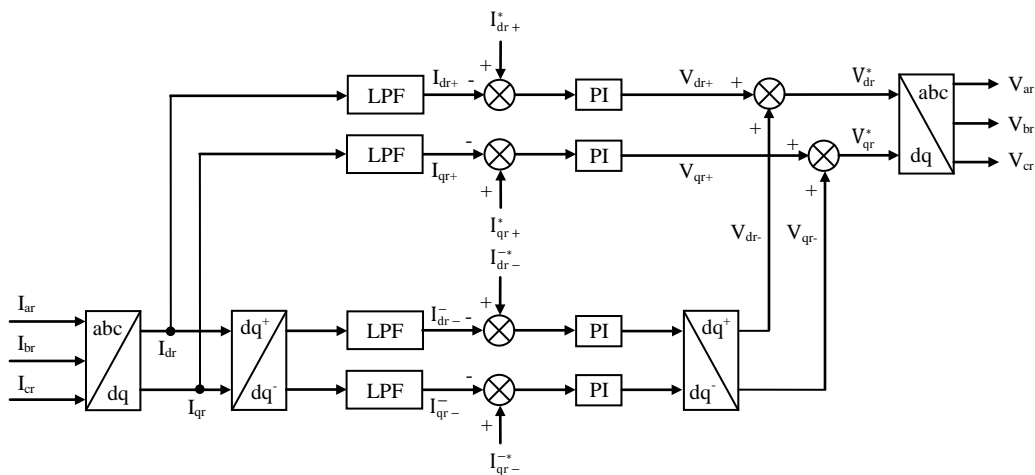 I*dr+
+
-
Idr+
LPF
PI
Vdr+
+
V*dr
+
abc
dq
Var
Vbr
Vcr
LPF
-
Iqr+
+
PI
Vqr+
+
V*qr
+
I*qr+
Vdr-
Vqr-
I-*dr-
+
-
I-dr-
Iar
Ibr
Icr
abc
dq
Idr
Iqr
dq+
dq-
LPF
PI
dq+
dq-
LPF
-
I-qr-
+
PI
I-*qr-